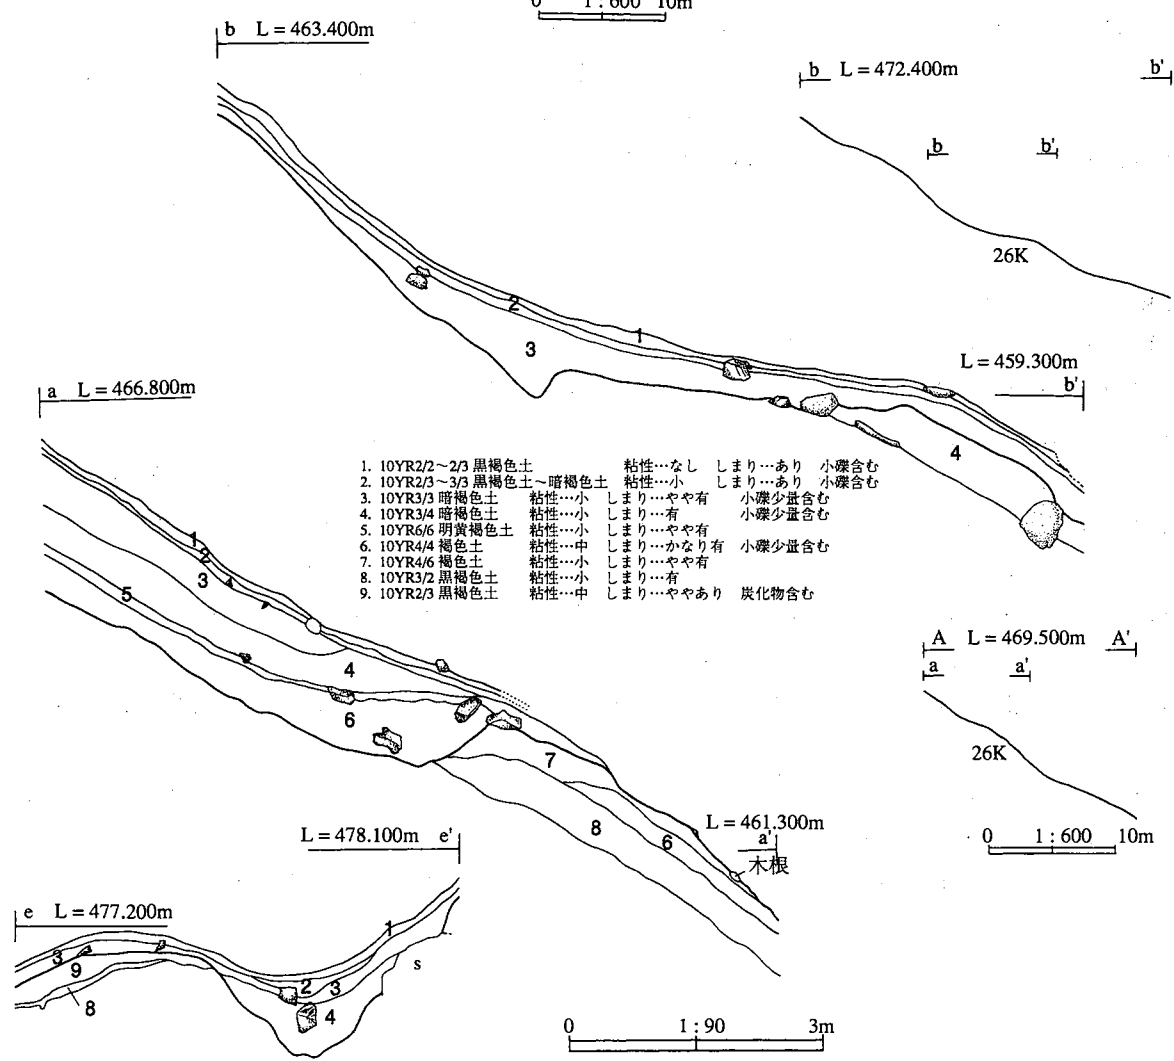 0 1 : 600 10m
b L = 463.400m
b L = 472.400m b'
b b'
26K
1
2
3
4
L = 459.300m
b'
a L = 466.800m
1. 10YR2/2～2/3 黒褐色土 粘性…なし しまり…あり 小礫含む
2. 10YR2/3～3/3 黒褐色土～暗褐色土 粘性…小 しまり…あり 小礫含む
3. 10YR3/3 暗褐色土 粘性…小 しまり…やや有 小礫少量含む
4. 10YR3/4 暗褐色土 粘性…小 しまり…有 小礫少量含む
5. 10YR6/6 明黄褐色土 粘性…小 しまり…やや有
6. 10YR4/4 褐色土 粘性…中 しまり…かなり有 小礫少量含む
7. 10YR4/6 褐色土 粘性…小 しまり…やや有
8. 10YR3/2 黒褐色土 粘性…小 しまり…有
9. 10YR2/3 黒褐色土 粘性…中 しまり…ややあり 炭化物含む
1
2
3
5
4
6
7
8
6
L = 461.300m
a'
木根
A L = 469.500m A'
a a'
26K
0 1 : 600 10m
L = 478.100m e'
e L = 477.200m
1
3
9
8
2
3
4
s
0 1 : 90 3m